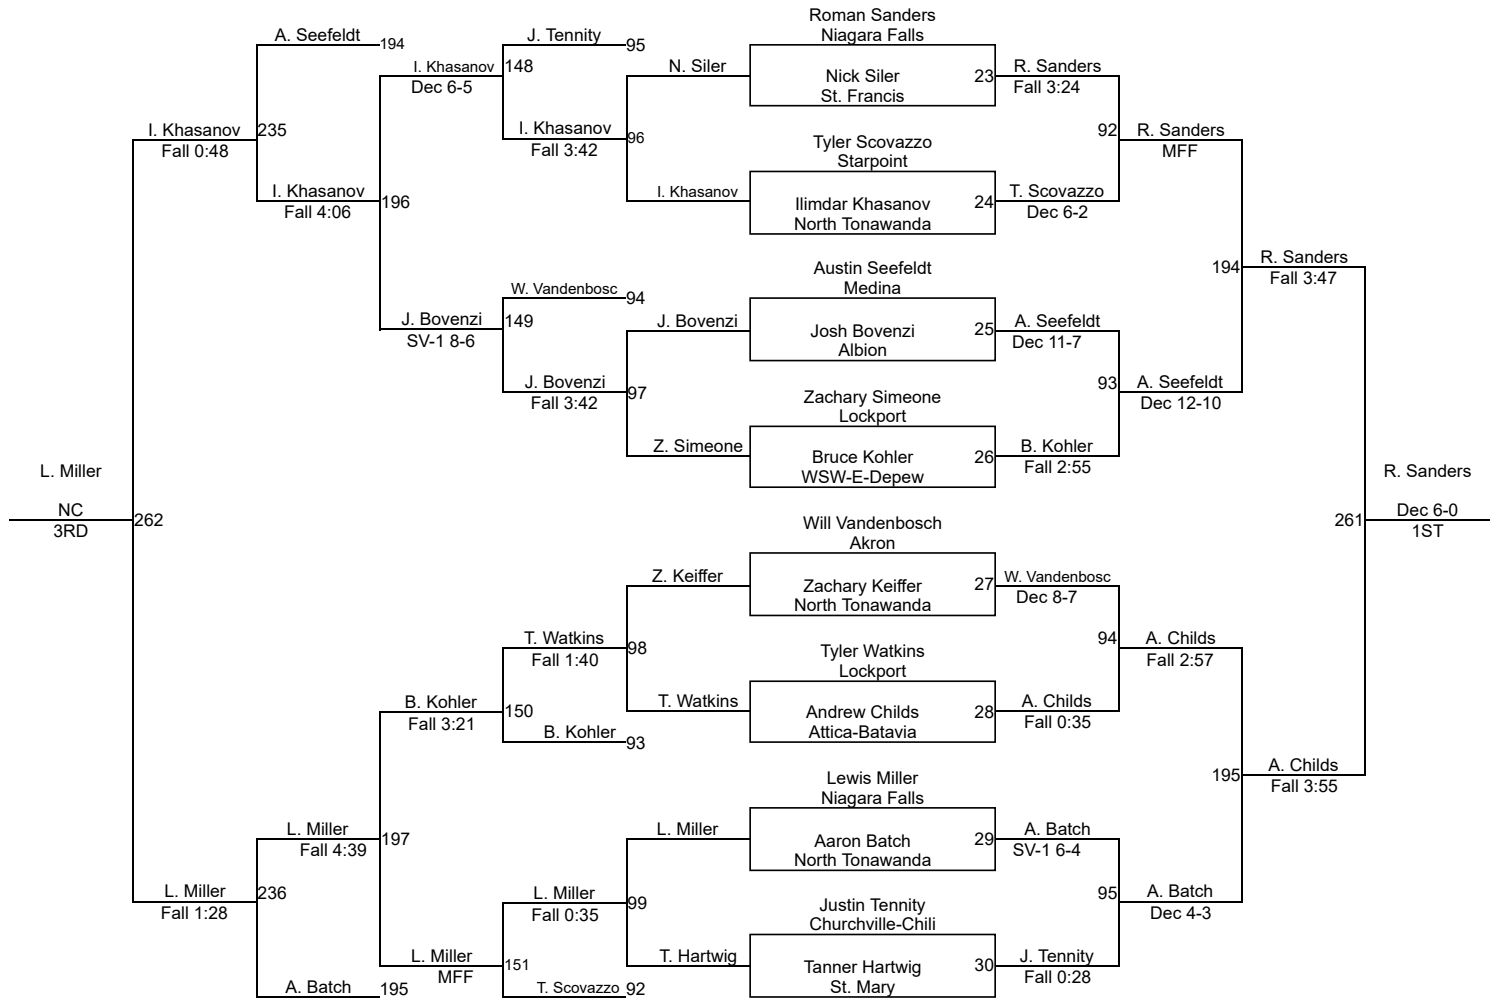 Roman Sanders
A. Seefeldt
194
J. Tennity
95
Niagara Falls
I. Khasanov
148
N. Siler
Nick Siler
23
R. Sanders
Dec 6-5
St. Francis
Fall 3:24
I. Khasanov
235
I. Khasanov
96
Tyler Scovazzo
92
R. Sanders
Fall 0:48
Fall 3:42
Starpoint
MFF
I. Khasanov
196
I. Khasanov
Ilimdar Khasanov
24
T. Scovazzo
Fall 4:06
North Tonawanda
Dec 6-2
Austin Seefeldt
194
R. Sanders
W. Vandenbosc
94
Medina
Fall 3:47
J. Bovenzi
149
J. Bovenzi
Josh Bovenzi
25
A. Seefeldt
SV-1 8-6
Albion
Dec 11-7
J. Bovenzi
97
Zachary Simeone
93
A. Seefeldt
Fall 3:42
Lockport
Dec 12-10
Z. Simeone
Bruce Kohler
26
B. Kohler
WSW-E-Depew
Fall 2:55
L. Miller
R. Sanders
NC
262
Will Vandenbosch
261
Dec 6-0
3RD
Akron
1ST
Z. Keiffer
Zachary Keiffer
27
W. Vandenbosc
North Tonawanda
Dec 8-7
T. Watkins
98
Tyler Watkins
94
A. Childs
Fall 1:40
Lockport
Fall 2:57
B. Kohler
150
T. Watkins
Andrew Childs
28
A. Childs
Fall 3:21
B. Kohler
93
Attica-Batavia
Fall 0:35
Lewis Miller
195
A. Childs
Niagara Falls
Fall 3:55
L. Miller
197
L. Miller
Aaron Batch
29
A. Batch
Fall 4:39
North Tonawanda
SV-1 6-4
L. Miller
236
L. Miller
99
Justin Tennity
95
A. Batch
Fall 1:28
Fall 0:35
Churchville-Chili
Dec 4-3
L. Miller
151
T. Hartwig
Tanner Hartwig
30
J. Tennity
MFF
St. Mary
Fall 0:28
A. Batch
195
T. Scovazzo
92